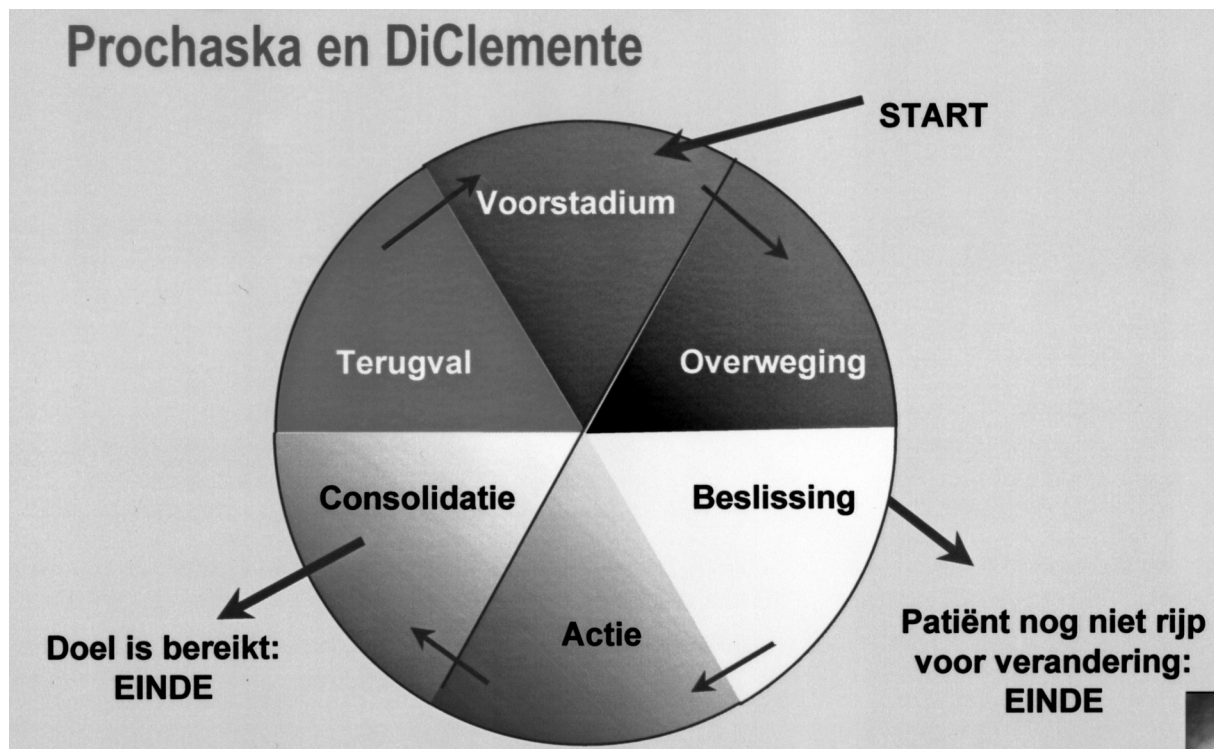 Prochaska en DiClemente
START
Voorstadium
Terugval
Overweging
Consolidatie
Beslissing
Actie
Doel is bereikt:
EINDE
Patiënt nog niet rijp
voor verandering:
EINDE